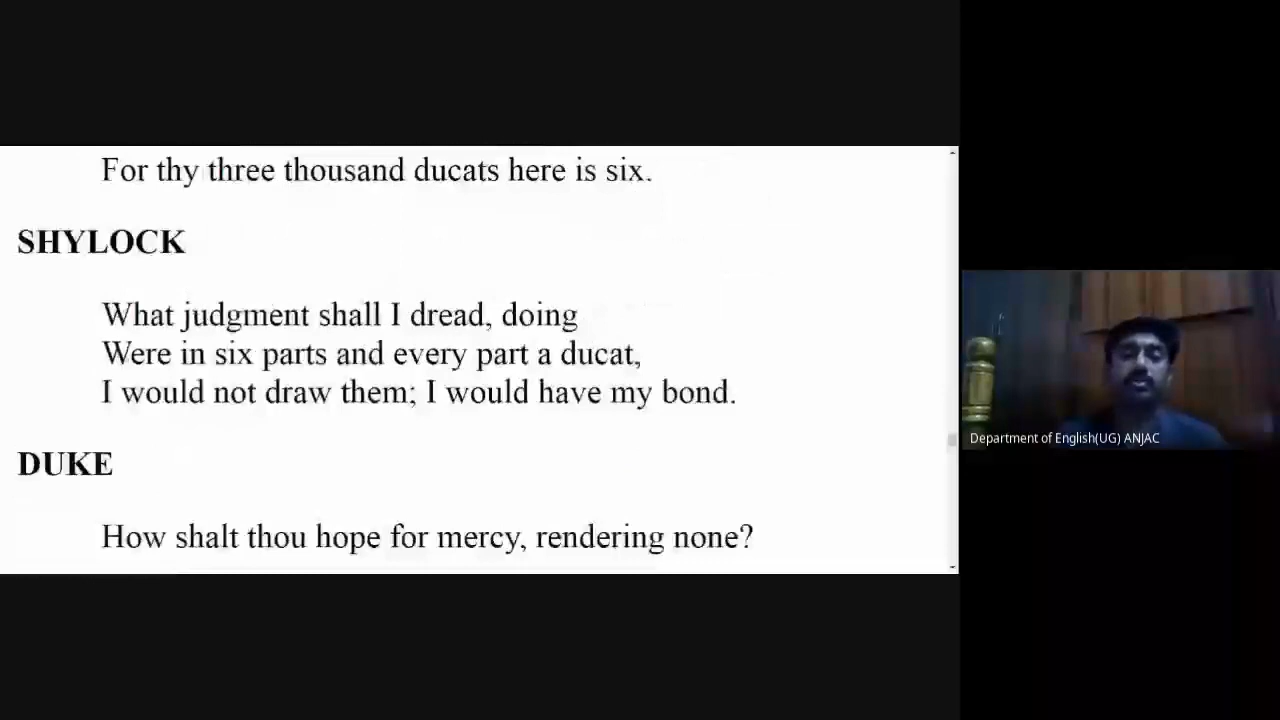 For thy three thousand ducats here is six.
SHYLOCK
What judgment shall I dread, doing
Were in six parts and every part a ducat,
I would not draw them; I would have my bond.
DUKE
How shalt thou hope for mercy, rendering none?
Department of English(UG) ANJAC